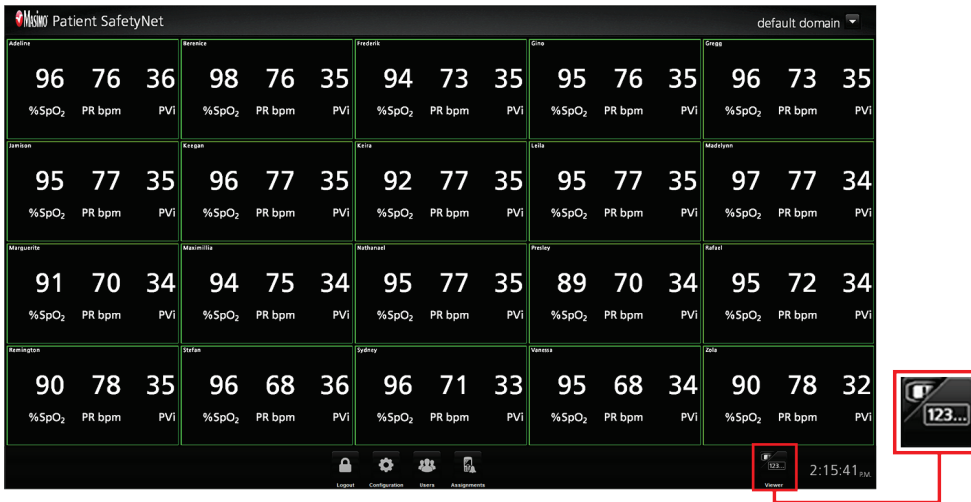 Masimo Patient SafetyNet
default domain
Adeline Berenice Frederik Gino Gregg
96 76 36 98 76 35 94 73 35 95 76 35 96 73 35
%SpO₂ PR bpm PVi %SpO₂ PR bpm PVi %SpO₂ PR bpm PVi %SpO₂ PR bpm PVi %SpO₂ PR bpm PVi
Jamison Keegan Keira Leila Madelynn
95 77 35 96 77 35 92 77 35 95 77 35 97 77 34
%SpO₂ PR bpm PVi %SpO₂ PR bpm PVi %SpO₂ PR bpm PVi %SpO₂ PR bpm PVi %SpO₂ PR bpm PVi
Marguerite Maximillia Nathanael Presley Rafael
91 70 34 94 75 34 95 77 35 89 70 34 95 72 34
%SpO₂ PR bpm PVi %SpO₂ PR bpm PVi %SpO₂ PR bpm PVi %SpO₂ PR bpm PVi %SpO₂ PR bpm PVi
Remington Stefan Sydney Vanessa Zola
90 78 35 96 68 36 96 71 33 95 68 34 90 78 32
%SpO₂ PR bpm PVi %SpO₂ PR bpm PVi %SpO₂ PR bpm PVi %SpO₂ PR bpm PVi %SpO₂ PR bpm PVi
123...
123...
Logout Configuration Users Assignments Viewer 2:15:41 P.M.